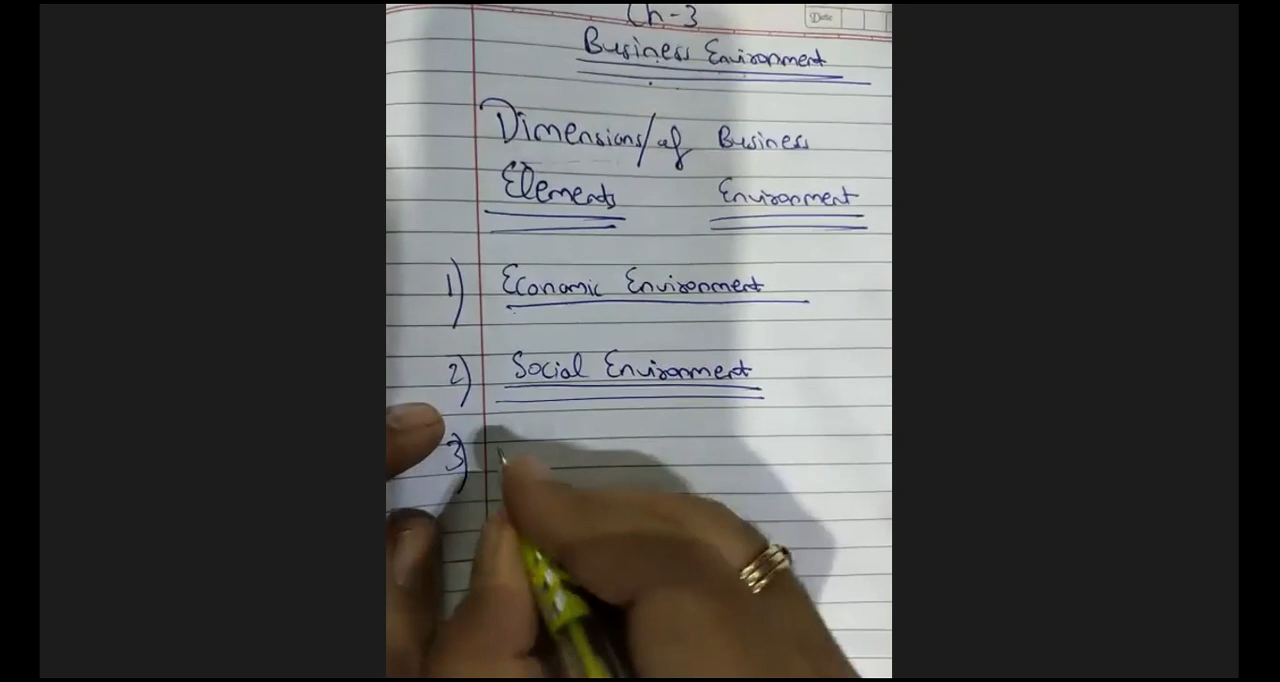 Ch-3
Date
Business Environment
Dimensions/of Business
Elements Environment
1) Economic Environment
2) Social Environment
3)